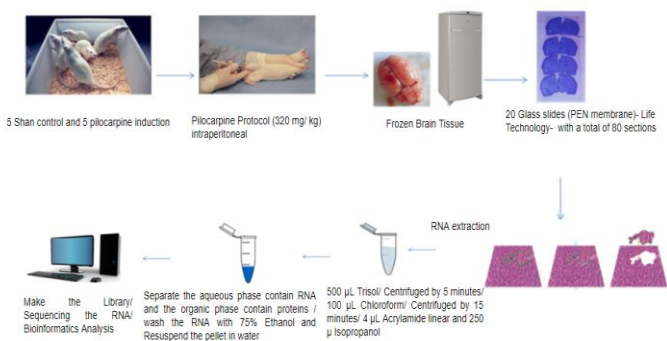 5 Shan control and 5 pilocarpine induction
Pilocarpine Protocol (320 mg/ kg)
intraperitoneal
Frozen Brain Tissue
20 Glass slides (PEN membrane)- Life
Technology- with a total of 80 sections
RNA extraction
500 µL Trisol/ Centrifuged by 5 minutes/
100 µL Chloroform/ Centrifuged by 15
minutes/ 4 µL Acrylamide linear and 250
µ Isopropanol
Separate the aqueous phase contain RNA
and the organic phase contain proteins /
wash the RNA with 75% Ethanol and
Resuspend the pellet in water
Make the Library/
Sequencing the RNA/
Bioinformatics Analysis